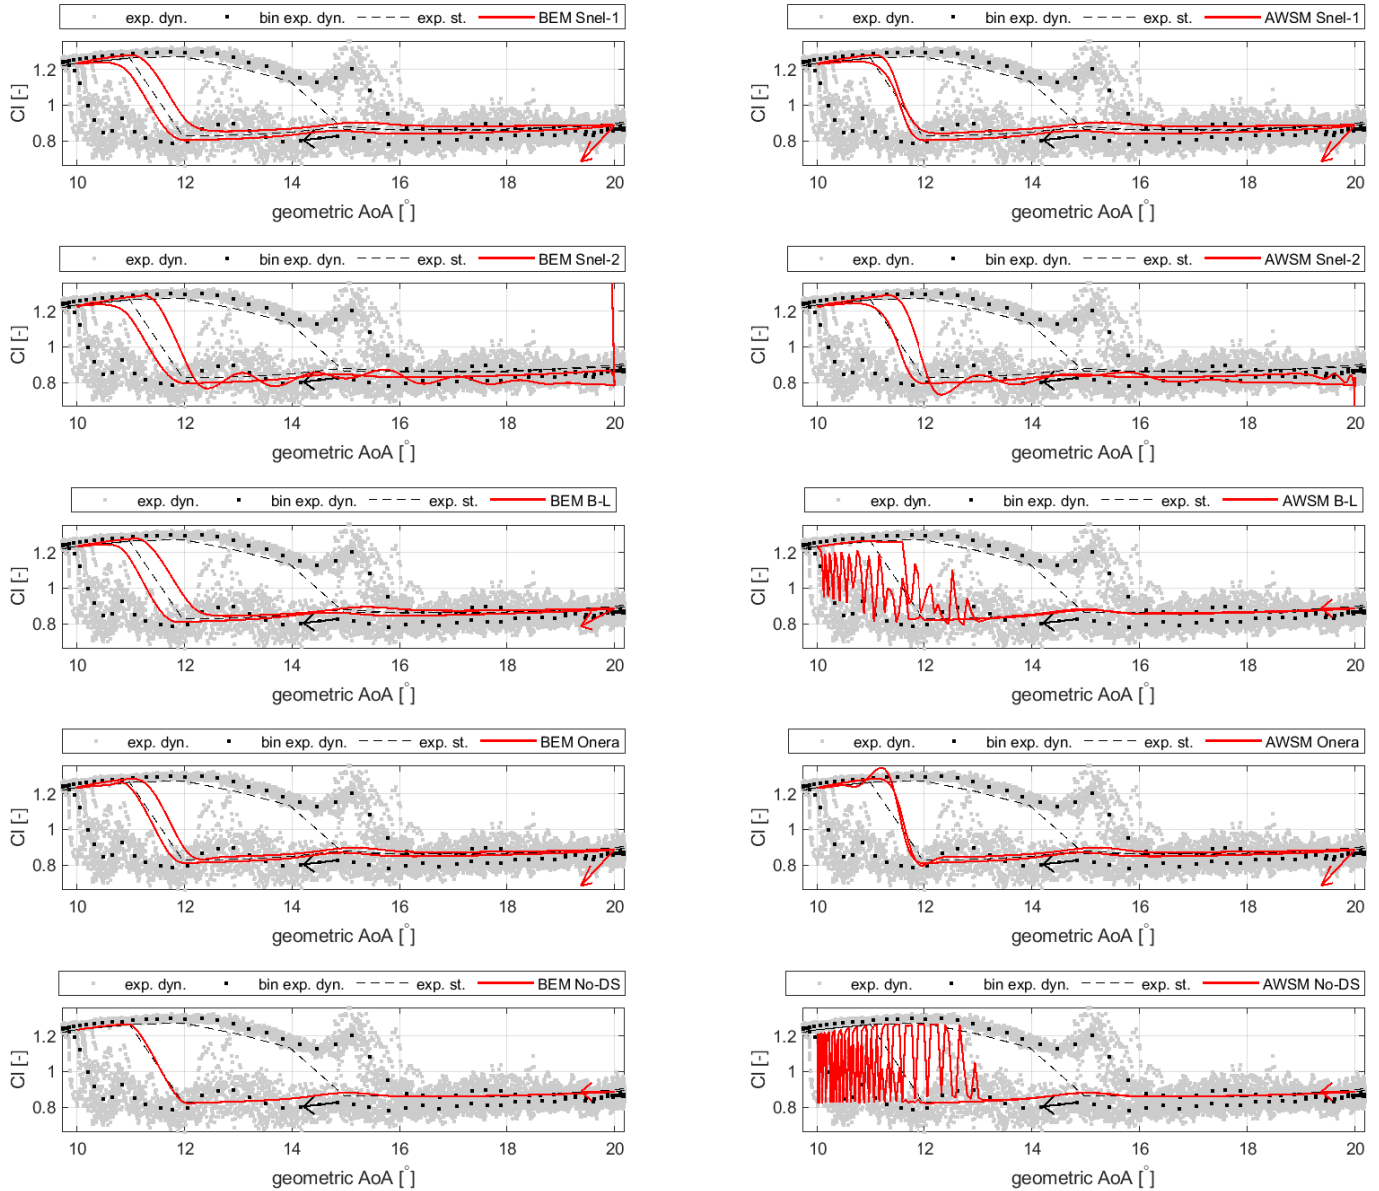 exp. dyn. bin exp. dyn. exp. st. BEM Snel-1
exp. dyn. bin exp. dyn. exp. st. AWSM Snel-1
Cl [-]
1.2
1
0.8
10 12 14 16 18 20
geometric AoA [°]
Cl [-]
1.2
1
0.8
10 12 14 16 18 20
geometric AoA [°]
exp. dyn. bin exp. dyn. exp. st. BEM Snel-2
exp. dyn. bin exp. dyn. exp. st. AWSM Snel-2
Cl [-]
1.2
1
0.8
10 12 14 16 18 20
geometric AoA [°]
Cl [-]
1.2
1
0.8
10 12 14 16 18 20
geometric AoA [°]
exp. dyn. bin exp. dyn. exp. st. BEM B-L
exp. dyn. bin exp. dyn. exp. st. AWSM B-L
Cl [-]
1.2
1
0.8
10 12 14 16 18 20
geometric AoA [°]
Cl [-]
1.2
1
0.8
10 12 14 16 18 20
geometric AoA [°]
exp. dyn. bin exp. dyn. exp. st. BEM Onera
exp. dyn. bin exp. dyn. exp. st. AWSM Onera
Cl [-]
1.2
1
0.8
10 12 14 16 18 20
geometric AoA [°]
Cl [-]
1.2
1
0.8
10 12 14 16 18 20
geometric AoA [°]
exp. dyn. bin exp. dyn. exp. st. BEM No-DS
exp. dyn. bin exp. dyn. exp. st. AWSM No-DS
Cl [-]
1.2
1
0.8
10 12 14 16 18 20
geometric AoA [°]
Cl [-]
1.2
1
0.8
10 12 14 16 18 20
geometric AoA [°]